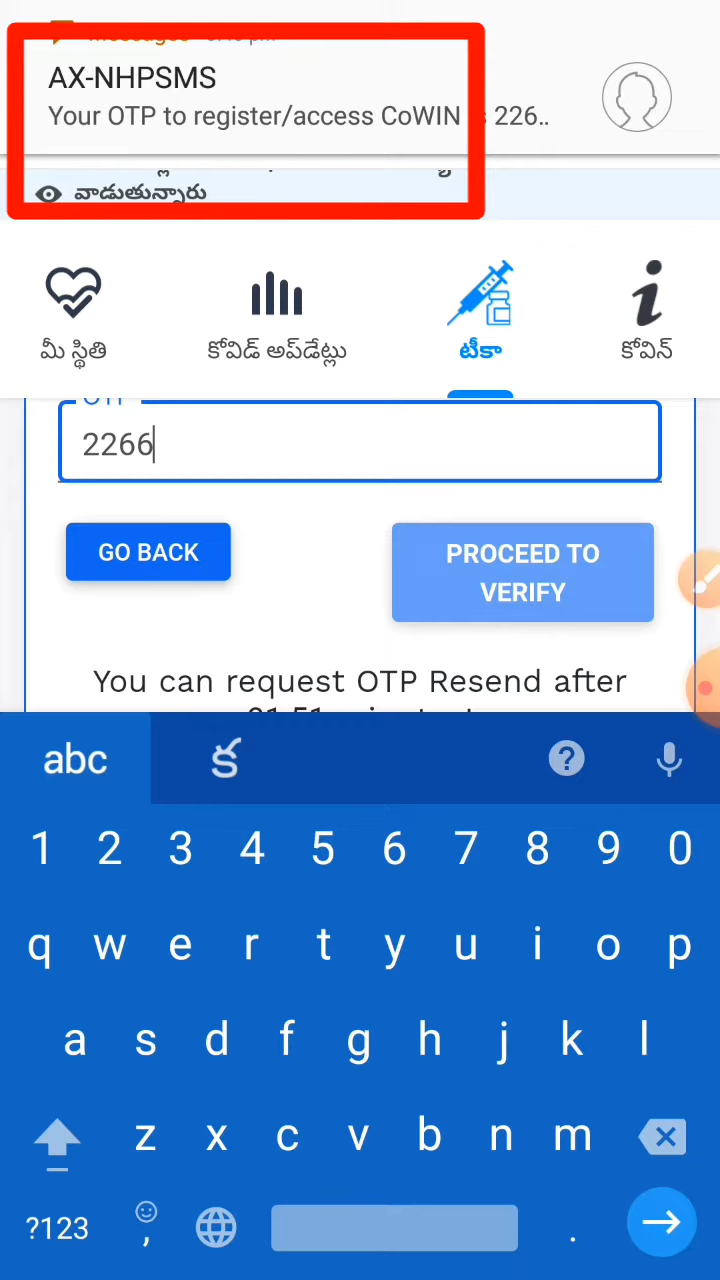 AX-NHPSMS
Your OTP to register/access CoWIN 226..
వాడుతున్నారు
మీ స్థితి
కోవిడ్ అప్‌డేట్లు
టీకా
కోవిన్
OTP
2266
GO BACK
PROCEED TO
VERIFY
You can request OTP Resend after
abc
క
?
1 2 3 4 5 6 7 8 9 0
q w e r t y u i o p
a s d f g h j k l
z x c v b n m
?123 , .